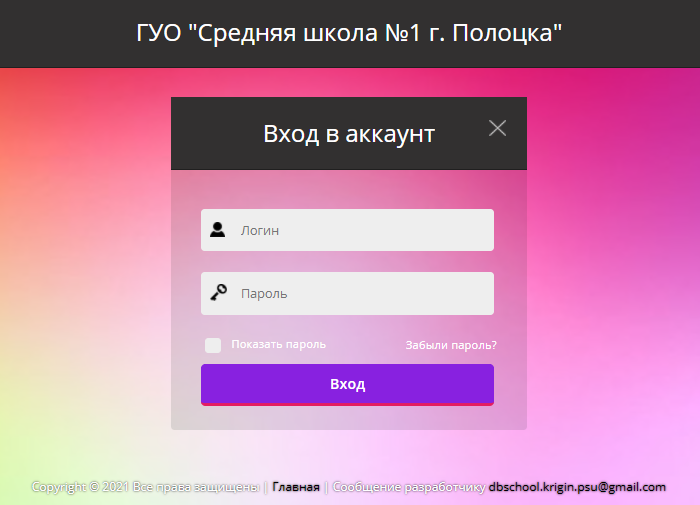 ГУО "Средняя школа №1 г. Полоцка"
Вход в аккаунт
Логин
Пароль
Показать пароль
Забыли пароль?
Вход
Copyright © 2021 Все права защищены | Главная | Сообщение разработчику dbschool.krigin.psu@gmail.com